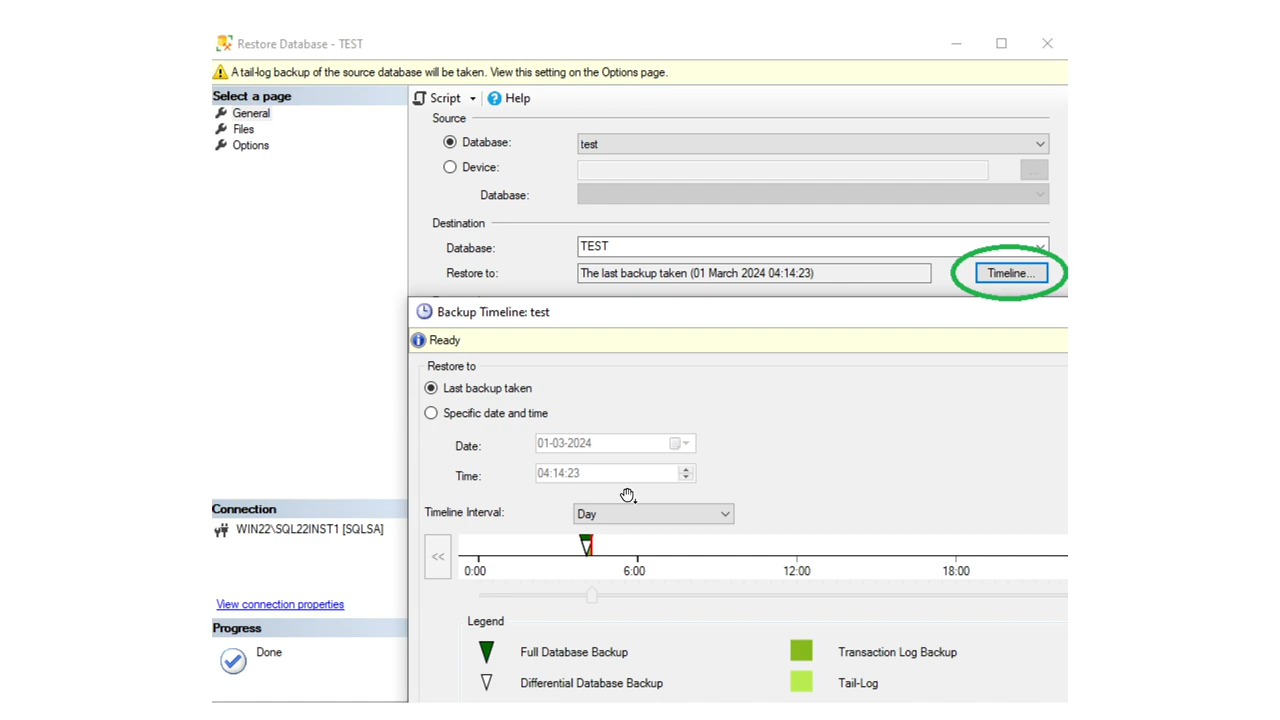 Restore Database - TEST
A tail-log backup of the source database will be taken. View this setting on the Options page.
Select a page
General
Files
Options
Script
Help
Source
Database:
test
Device:
...
Database:
Destination
Database:
TEST
Restore to:
The last backup taken (01 March 2024 04:14:23)
Timeline...
Backup Timeline: test
Ready
Restore to
Last backup taken
Specific date and time
Date:
01-03-2024
Time:
04:14:23
Timeline Interval:
Day
<<
0:00 6:00 12:00 18:00
Legend
Full Database Backup
Transaction Log Backup
Differential Database Backup
Tail-Log
Connection
WIN22\SQL22INST1 [SQLSA]
View connection properties
Progress
Done